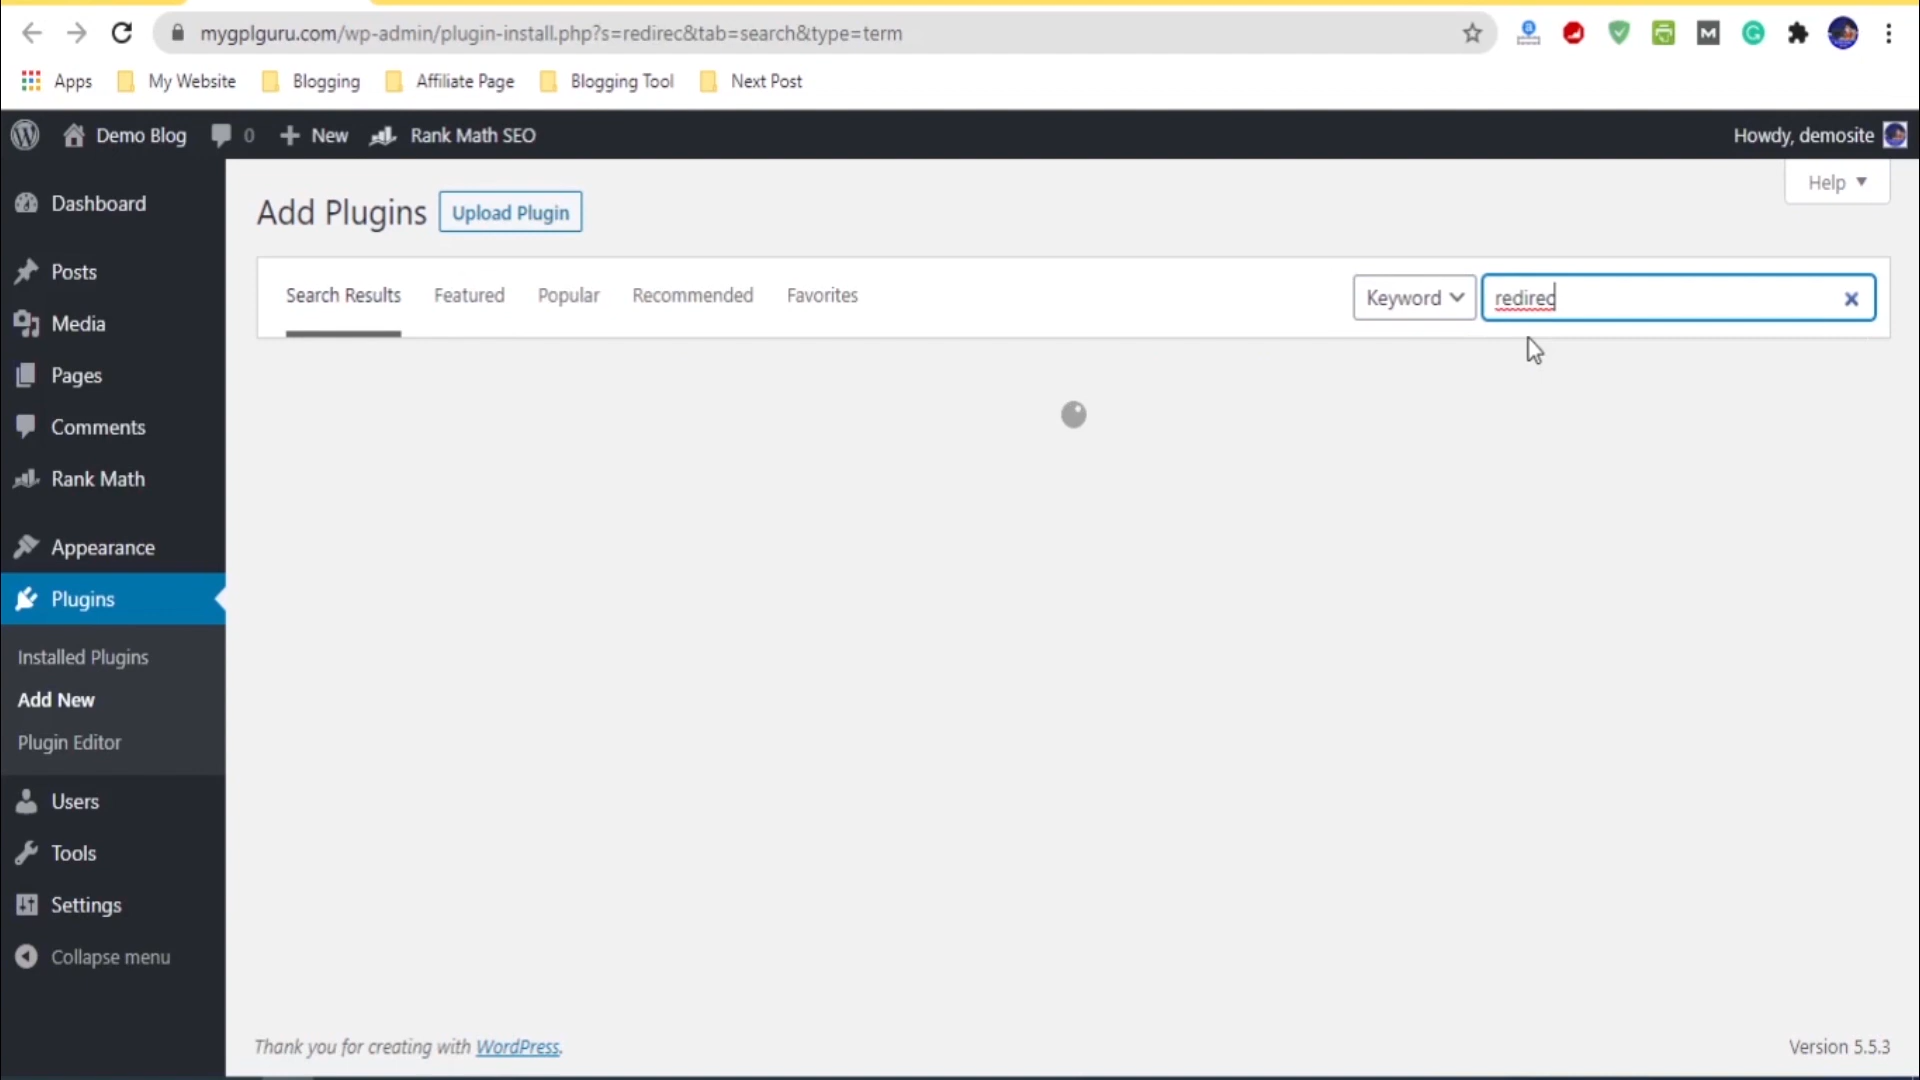 mygplguru.com/wp-admin/plugin-install.php?s=redirec&tab=search&type=term
Apps My Website Blogging Affiliate Page Blogging Tool Next Post
Demo Blog 0 New Rank Math SEO Howdy, demosite
Help
Dashboard
Posts
Media
Pages
Comments
Rank Math
Appearance
Plugins
Installed Plugins
Add New
Plugin Editor
Users
Tools
Settings
Collapse menu
Add Plugins Upload Plugin
Search Results Featured Popular Recommended Favorites Keyword redirec
Thank you for creating with WordPress. Version 5.5.3